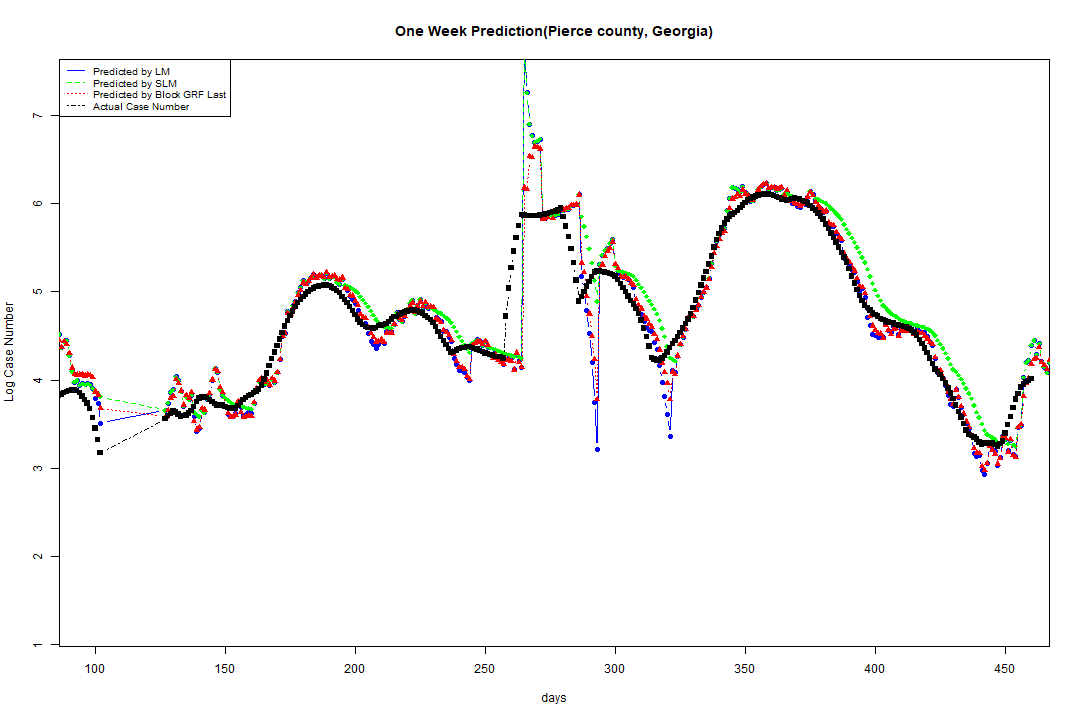 One Week Prediction(Pierce county, Georgia)
Predicted by LM
Predicted by SLM
Predicted by Block GRF Last
Actual Case Number
Log Case Number
7
6
5
4
3
2
1
100 150 200 250 300 350 400 450
days